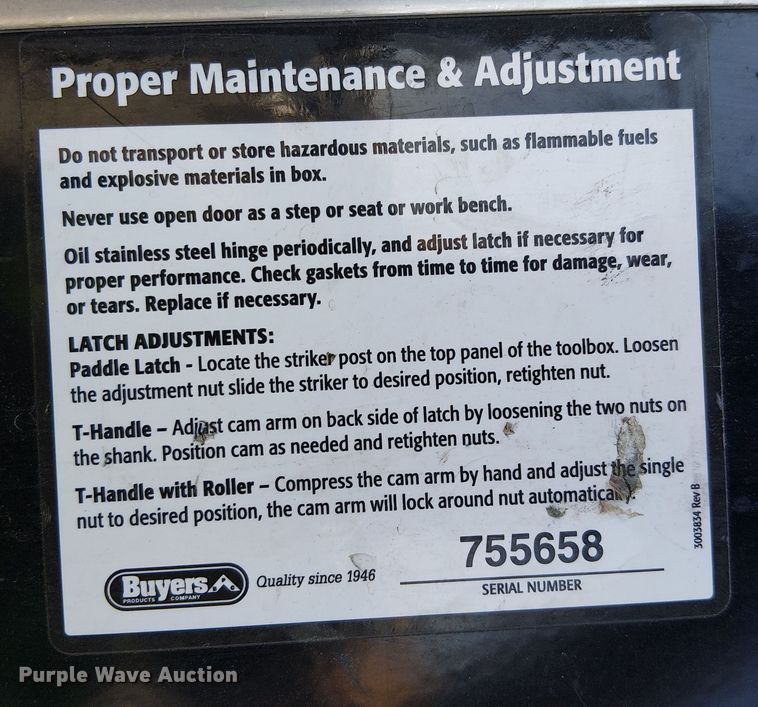 Proper Maintenance & Adjustment
Do not transport or store hazardous materials, such as flammable fuels
and explosive materials in box.
Never use open door as a step or seat or work bench.
Oil stainless steel hinge periodically, and adjust latch if necessary for
proper performance. Check gaskets from time to time for damage, wear,
or tears. Replace if necessary.
LATCH ADJUSTMENTS:
Paddle Latch - Locate the striker post on the top panel of the toolbox. Loosen
the adjustment nut slide the striker to desired position, retighten nut.
T-Handle – Adjust cam arm on back side of latch by loosening the two nuts on
the shank. Position cam as needed and retighten nuts.
T-Handle with Roller – Compress the cam arm by hand and adjust the single
nut to desired position, the cam arm will lock around nut automatically.
3003834 Rev B
Buyers
PRODUCTS COMPANY
Quality since 1946
755658
SERIAL NUMBER
Purple Wave Auction